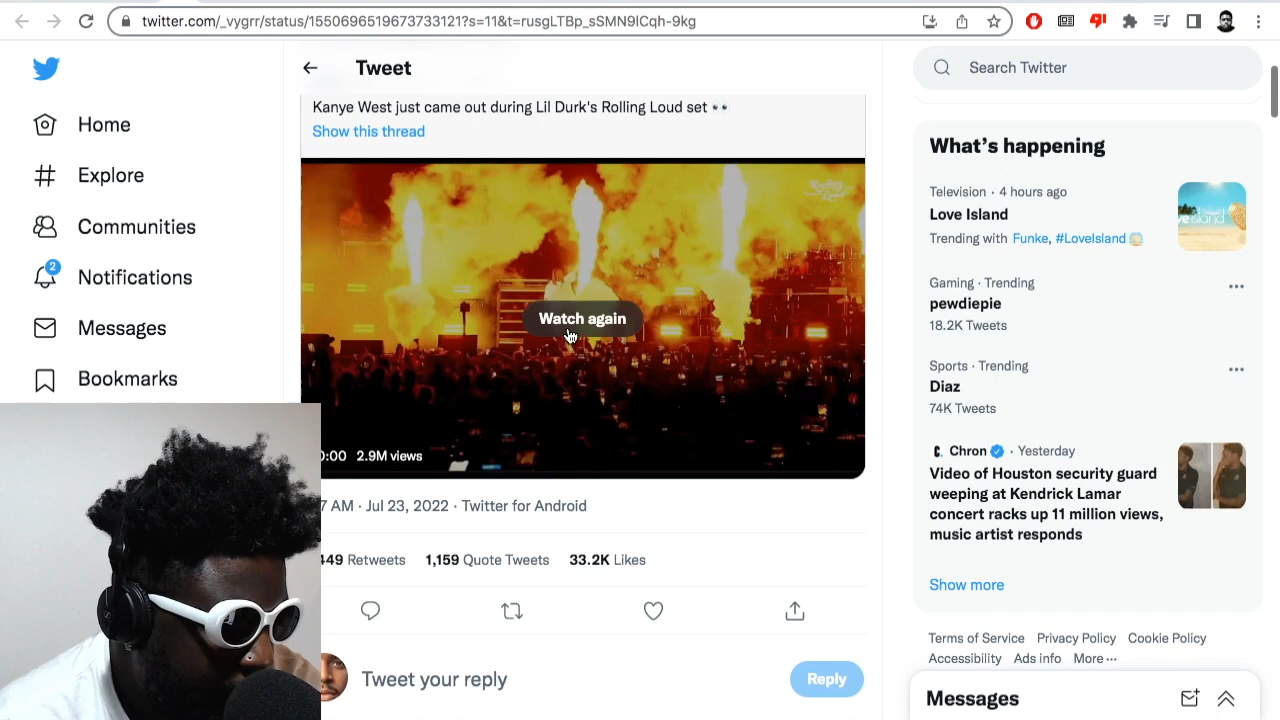 twitter.com/_vygrr/status/1550696519673733121?s=11&t=rusgLTBp_sSMN9lCqh-9kg
Tweet
Search Twitter
Home
Explore
Communities
2
Notifications
Messages
Bookmarks
Kanye West just came out during Lil Durk's Rolling Loud set
Show this thread
Watch again
0:00 2.9M views
AM · Jul 23, 2022 · Twitter for Android
449 Retweets 1,159 Quote Tweets 33.2K Likes
Tweet your reply
Reply
What's happening
Television · 4 hours ago
Love Island
Trending with Funke, #LoveIsland
Gaming · Trending
pewdiepie
18.2K Tweets
Sports · Trending
Diaz
74K Tweets
Chron · Yesterday
Video of Houston security guard
weeping at Kendrick Lamar
concert racks up 11 million views,
music artist responds
Show more
Terms of Service Privacy Policy Cookie Policy
Accessibility Ads info More
Messages